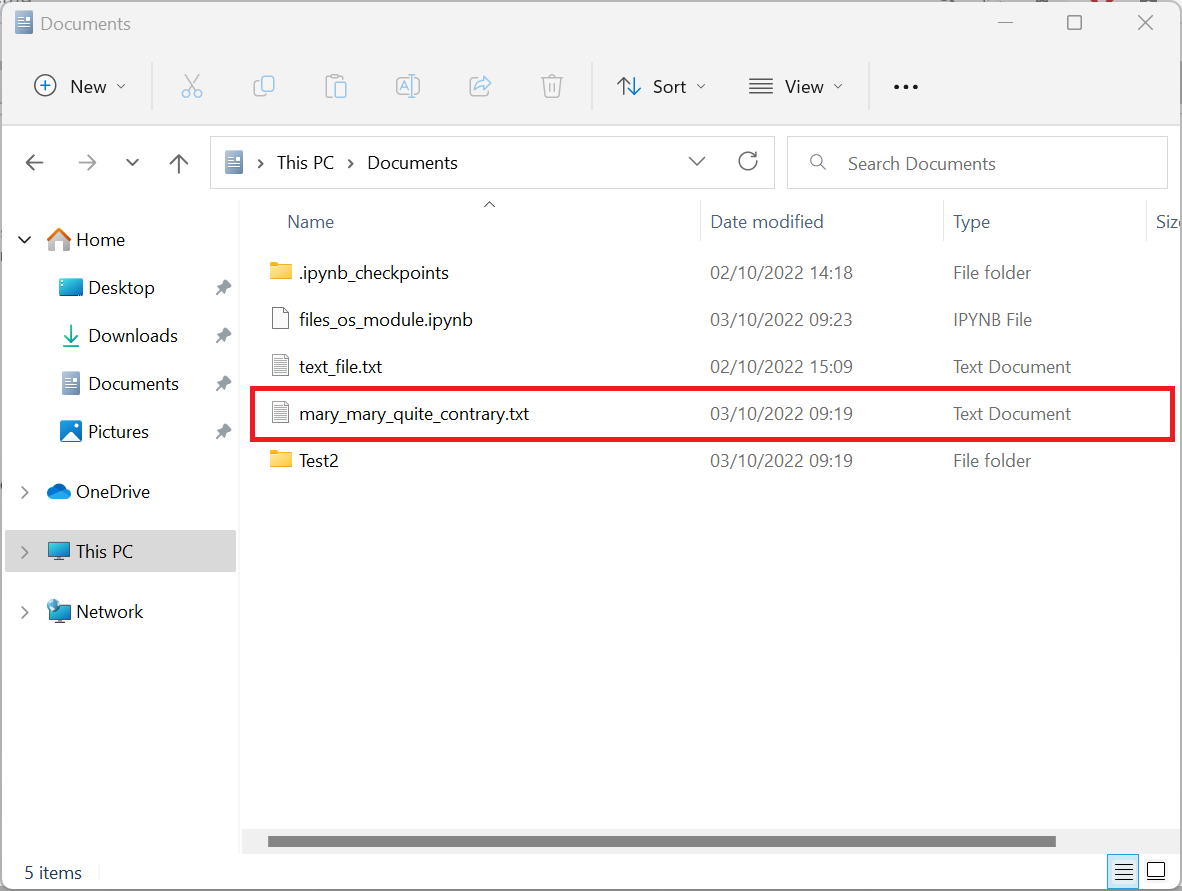 Documents
New Sort View
This PC Documents Search Documents
Name Date modified Type Siz
Home
Desktop
Downloads
Documents
Pictures
OneDrive
This PC
Network
.ipynb_checkpoints 02/10/2022 14:18 File folder
files_os_module.ipynb 03/10/2022 09:23 IPYNB File
text_file.txt 02/10/2022 15:09 Text Document
mary_mary_quite_contrary.txt 03/10/2022 09:19 Text Document
Test2 03/10/2022 09:19 File folder
5 items